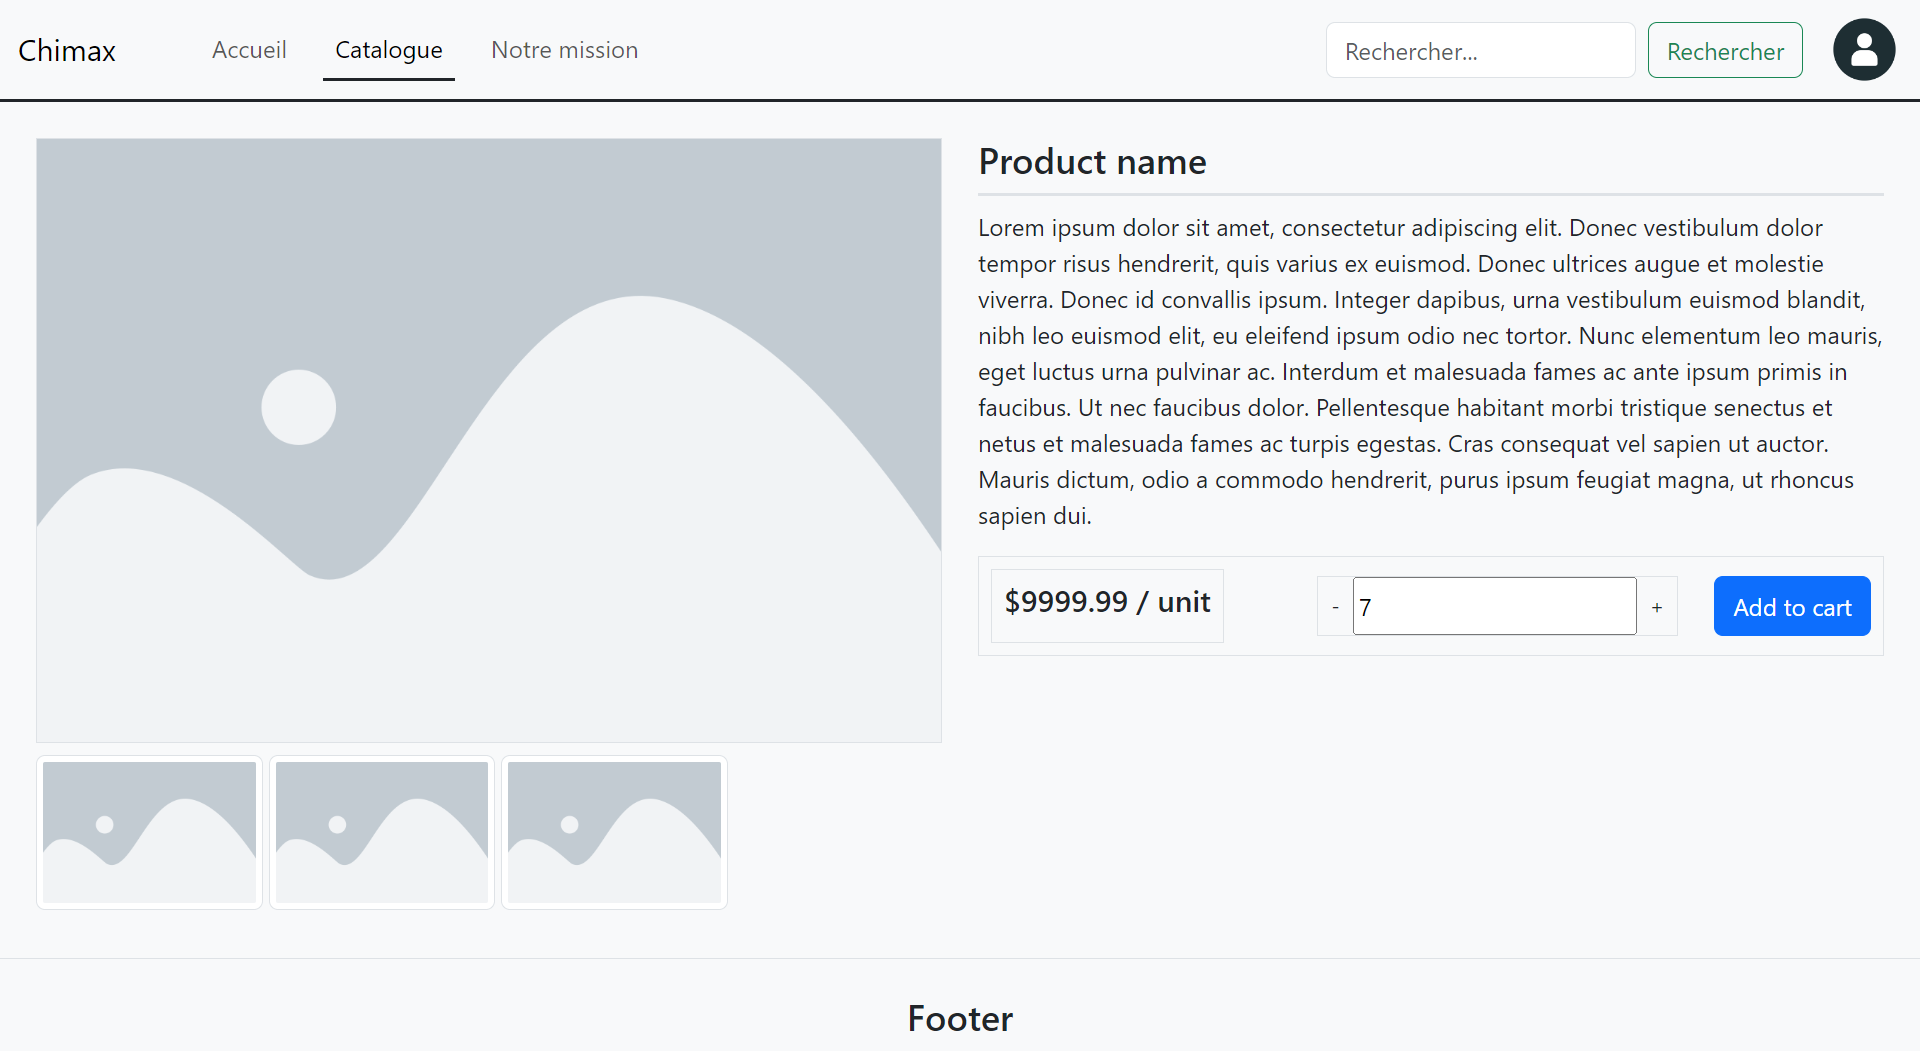 Chimax Accueil Catalogue Notre mission Rechercher... Rechercher
Product name
Lorem ipsum dolor sit amet, consectetur adipiscing elit. Donec vestibulum dolor
tempor risus hendrerit, quis varius ex euismod. Donec ultrices augue et molestie
viverra. Donec id convallis ipsum. Integer dapibus, urna vestibulum euismod blandit,
nibh leo euismod elit, eu eleifend ipsum odio nec tortor. Nunc elementum leo mauris,
eget luctus urna pulvinar ac. Interdum et malesuada fames ac ante ipsum primis in
faucibus. Ut nec faucibus dolor. Pellentesque habitant morbi tristique senectus et
netus et malesuada fames ac turpis egestas. Cras consequat vel sapien ut auctor.
Mauris dictum, odio a commodo hendrerit, purus ipsum feugiat magna, ut rhoncus
sapien dui.
$9999.99 / unit - 7 + Add to cart
Footer